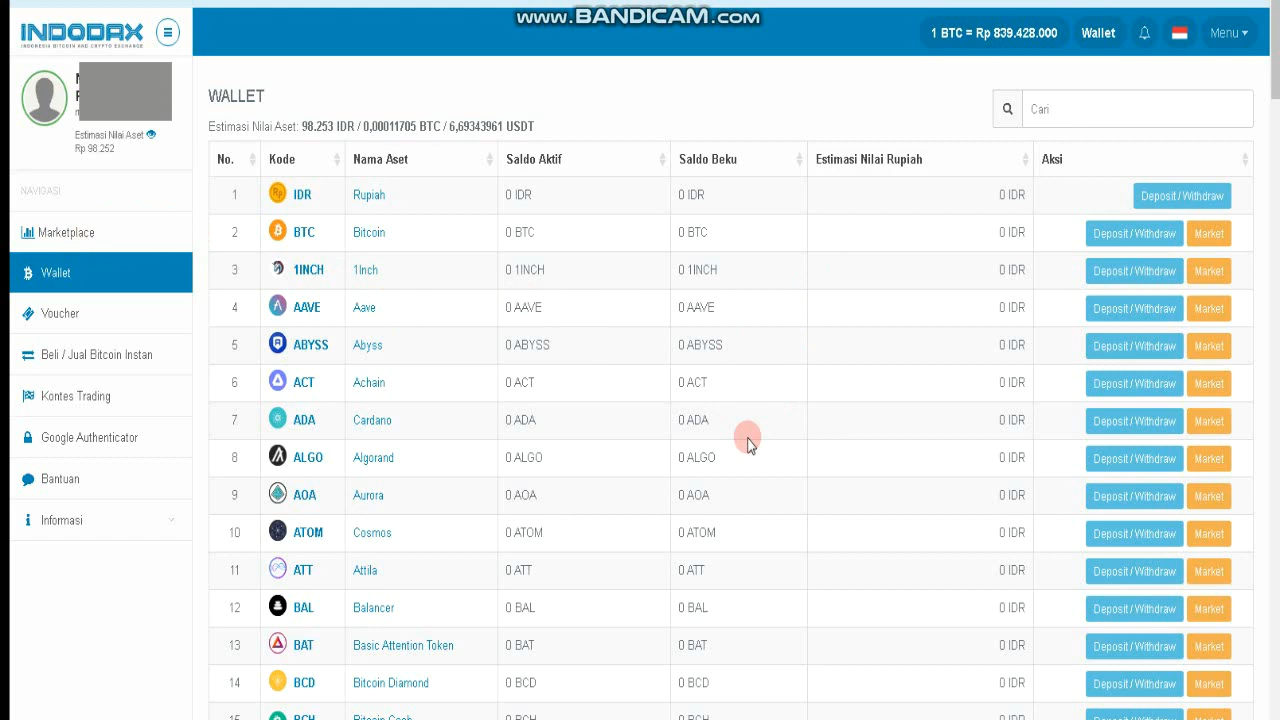 www.BANDICAM.com
INDODAX
INDONESIA BITCOIN AND CRYPTO EXCHANGE
1 BTC = Rp 839.428.000 Wallet Menu
Estimasi Nilai Aset
Rp 98.252
NAVIGASI
Marketplace
Wallet
Voucher
Beli / Jual Bitcoin Instan
Kontes Trading
Google Authenticator
Bantuan
Informasi
WALLET
Estimasi Nilai Aset: 98.253 IDR / 0,00011705 BTC / 6,69343961 USDT
Cari
No. Kode Nama Aset Saldo Aktif Saldo Beku Estimasi Nilai Rupiah Aksi
1 Rp IDR Rupiah 0 IDR 0 IDR 0 IDR Deposit / Withdraw
2 BTC Bitcoin 0 BTC 0 BTC 0 IDR Deposit / Withdraw Market
3 1INCH 1Inch 0 1INCH 0 1INCH 0 IDR Deposit / Withdraw Market
4 AAVE Aave 0 AAVE 0 AAVE 0 IDR Deposit / Withdraw Market
5 ABYSS Abyss 0 ABYSS 0 ABYSS 0 IDR Deposit / Withdraw Market
6 ACT Achain 0 ACT 0 ACT 0 IDR Deposit / Withdraw Market
7 ADA Cardano 0 ADA 0 ADA 0 IDR Deposit / Withdraw Market
8 ALGO Algorand 0 ALGO 0 ALGO 0 IDR Deposit / Withdraw Market
9 AOA Aurora 0 AOA 0 AOA 0 IDR Deposit / Withdraw Market
10 ATOM Cosmos 0 ATOM 0 ATOM 0 IDR Deposit / Withdraw Market
11 ATT Attila 0 ATT 0 ATT 0 IDR Deposit / Withdraw Market
12 BAL Balancer 0 BAL 0 BAL 0 IDR Deposit / Withdraw Market
13 BAT Basic Attention Token 0 BAT 0 BAT 0 IDR Deposit / Withdraw Market
14 BCD Bitcoin Diamond 0 BCD 0 BCD 0 IDR Deposit / Withdraw Market